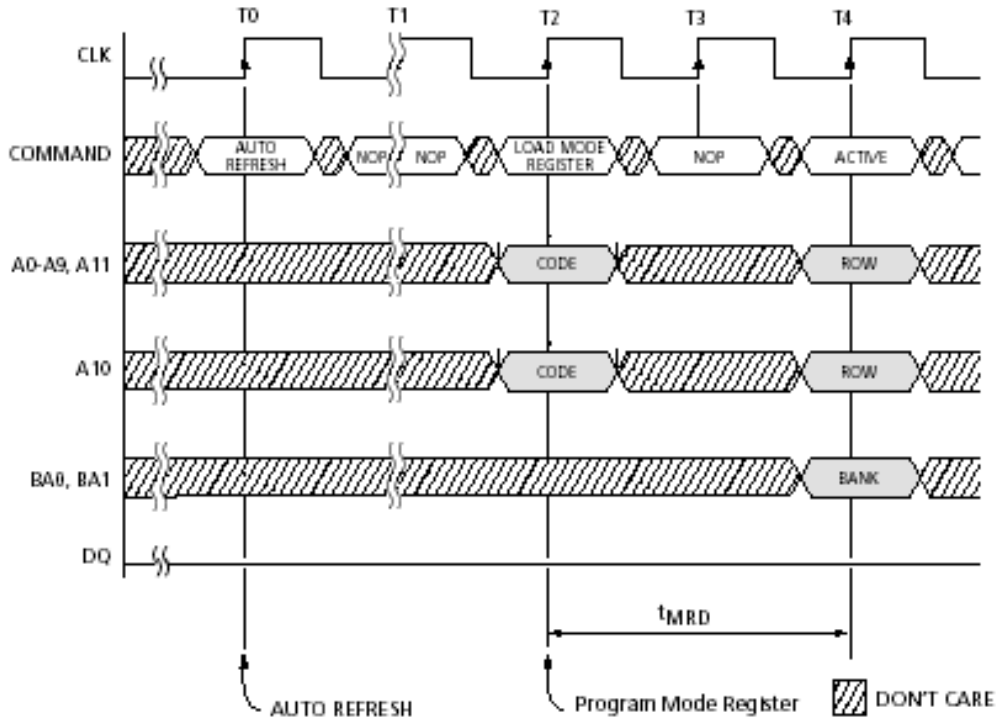 T0 T1 T2 T3 T4
CLK
COMMAND AUTO REFRESH NOP NOP LOAD MODE REGISTER NOP ACTIVE
A0-A9, A11 CODE ROW
A10 CODE ROW
BA0, BA1 BANK
DQ
tMRD
AUTO REFRESH Program Mode Register DON'T CARE